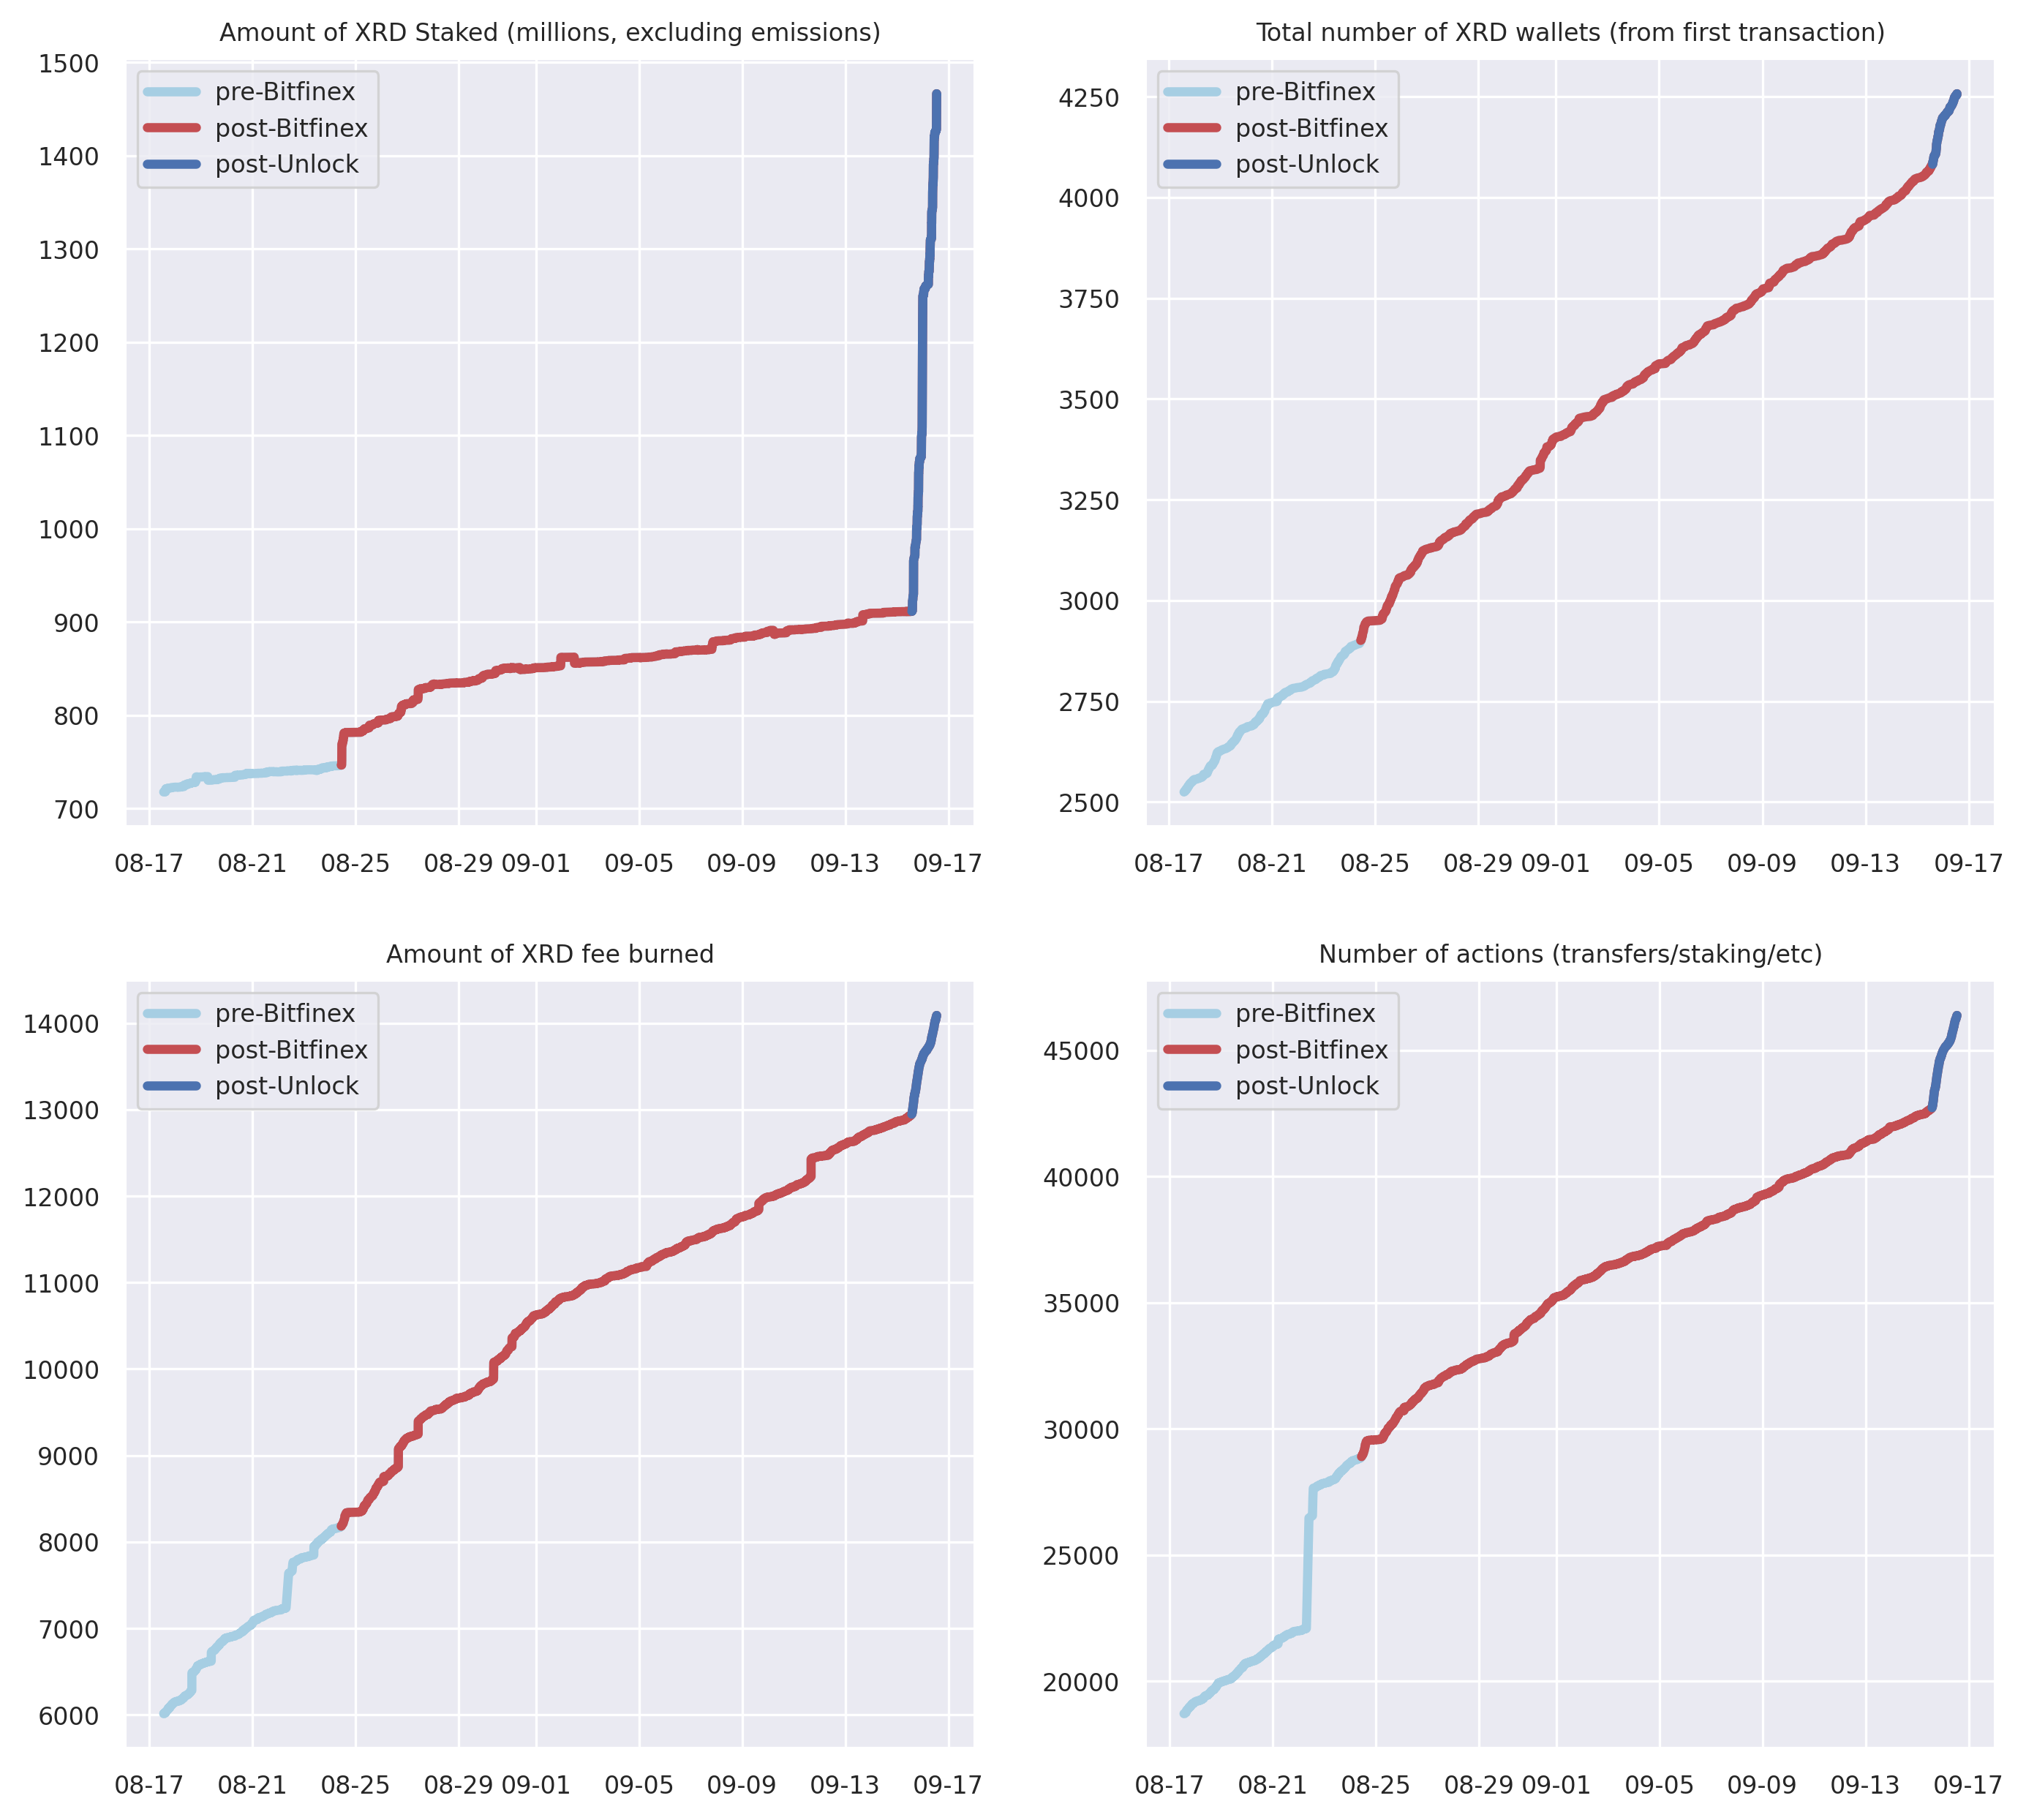 Amount of XRD Staked (millions, excluding emissions)
1500
1400
1300
1200
1100
1000
900
800
700
pre-Bitfinex
post-Bitfinex
post-Unlock
08-17 08-21 08-25 08-29 09-01 09-05 09-09 09-13 09-17
Total number of XRD wallets (from first transaction)
4250
4000
3750
3500
3250
3000
2750
2500
pre-Bitfinex
post-Bitfinex
post-Unlock
08-17 08-21 08-25 08-29 09-01 09-05 09-09 09-13 09-17
Amount of XRD fee burned
14000
13000
12000
11000
10000
9000
8000
7000
6000
pre-Bitfinex
post-Bitfinex
post-Unlock
08-17 08-21 08-25 08-29 09-01 09-05 09-09 09-13 09-17
Number of actions (transfers/staking/etc)
45000
40000
35000
30000
25000
20000
pre-Bitfinex
post-Bitfinex
post-Unlock
08-17 08-21 08-25 08-29 09-01 09-05 09-09 09-13 09-17